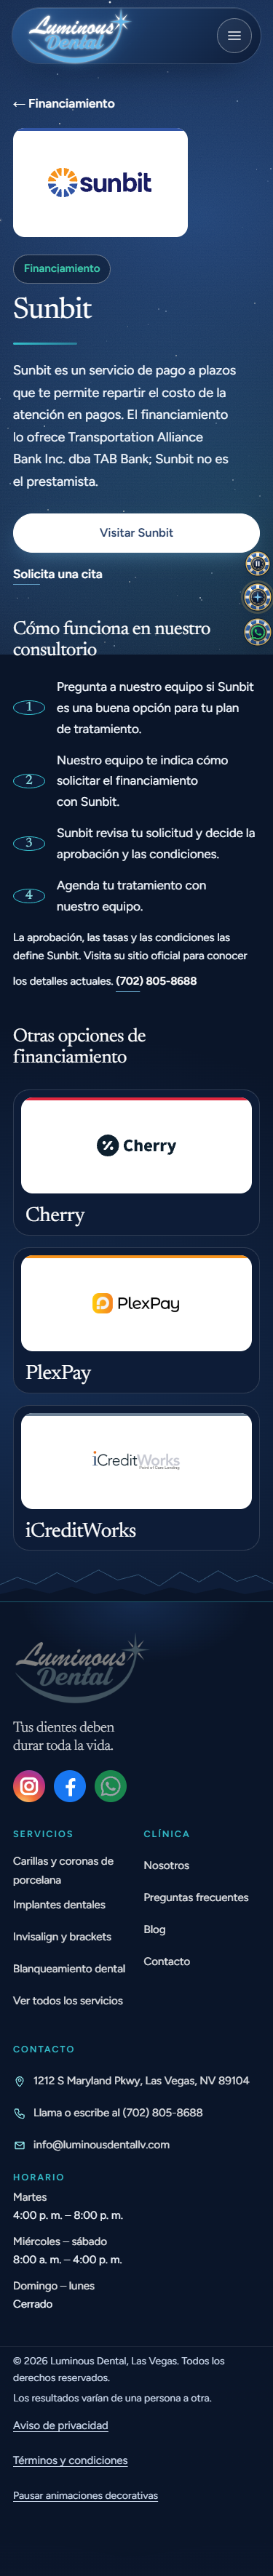 Luminous
Dental
← Financiamiento
sunbit
Financiamiento
Sunbit
Sunbit es un servicio de pago a plazos
que te permite repartir el costo de la
atención en pagos. El financiamiento
lo ofrece Transportation Alliance
Bank Inc. dba TAB Bank; Sunbit no es
el prestamista.
Visitar Sunbit
Solicita una cita
Cómo funciona en nuestro
consultorio
1
Pregunta a nuestro equipo si Sunbit
es una buena opción para tu plan
de tratamiento.
2
Nuestro equipo te indica cómo
solicitar el financiamiento
con Sunbit.
3
Sunbit revisa tu solicitud y decide la
aprobación y las condiciones.
4
Agenda tu tratamiento con
nuestro equipo.
La aprobación, las tasas y las condiciones las
define Sunbit. Visita su sitio oficial para conocer
los detalles actuales. (702) 805-8688
Otras opciones de
financiamiento
Cherry
Cherry
PlexPay
PlexPay
iCreditWorks
Point of Care Lending
iCreditWorks
Luminous
Dental
Tus dientes deben
durar toda la vida.
SERVICIOS
Carillas y coronas de
porcelana
Implantes dentales
Invisalign y brackets
Blanqueamiento dental
Ver todos los servicios
CLÍNICA
Nosotros
Preguntas frecuentes
Blog
Contacto
CONTACTO
1212 S Maryland Pkwy, Las Vegas, NV 89104
Llama o escribe al (702) 805-8688
info@luminousdentallv.com
HORARIO
Martes
4:00 p. m. – 8:00 p. m.
Miércoles – sábado
8:00 a. m. – 4:00 p. m.
Domingo – lunes
Cerrado
© 2026 Luminous Dental, Las Vegas. Todos los
derechos reservados.
Los resultados varían de una persona a otra.
Aviso de privacidad
Términos y condiciones
Pausar animaciones decorativas